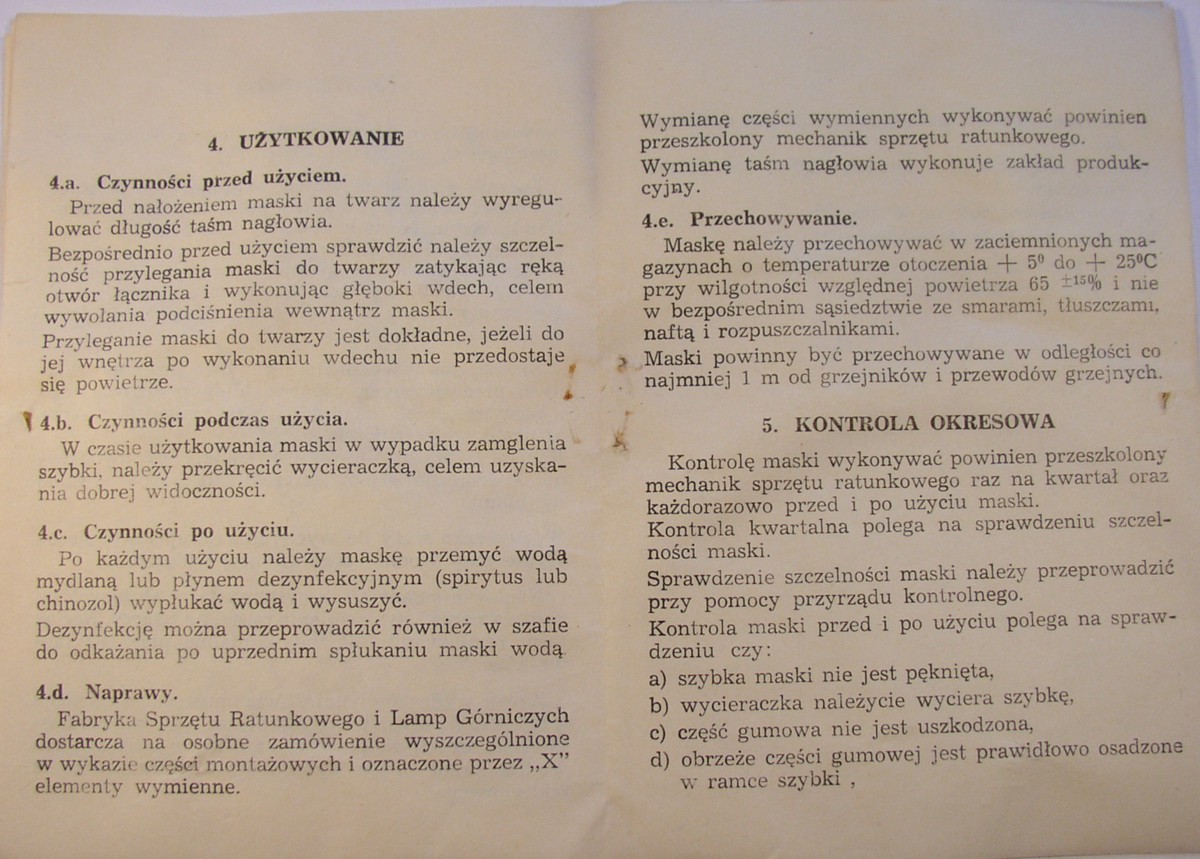 4. UŻYTKOWANIE
4.a. Czynności przed użyciem.
Przed nałożeniem maski na twarz należy wyregu-
lować długość taśm nagłowia.
Bezpośrednio przed użyciem sprawdzić należy szczel-
ność przylegania maski do twarzy zatykając ręką
otwór łącznika i wykonując głęboki wdech, celem
wywołania podciśnienia wewnątrz maski.
Przyleganie maski do twarzy jest dokładne, jeżeli do
jej wnętrza po wykonaniu wdechu nie przedostaje
się powietrze.
4.b. Czynności podczas użycia.
W czasie użytkowania maski w wypadku zamglenia
szybki, należy przekręcić wycieraczką, celem uzyska-
nia dobrej widoczności.
4.c. Czynności po użyciu.
Po każdym użyciu należy maskę przemyć wodą
mydlaną lub płynem dezynfekcyjnym (spirytus lub
chinozol) wypłukać wodą i wysuszyć.
Dezynfekcję można przeprowadzić również w szafie
do odkażania po uprzednim spłukaniu maski wodą
4.d. Naprawy.
Fabryka Sprzętu Ratunkowego i Lamp Górniczych
dostarcza na osobne zamówienie wyszczególnione
w wykazie części montażowych i oznaczone przez „X”
elementy wymienne.
Wymianę części wymiennych wykonywać powinien
przeszkolony mechanik sprzętu ratunkowego.
Wymianę taśm nagłowia wykonuje zakład produk-
cyjny.
4.e. Przechowywanie.
Maskę należy przechowywać w zaciemnionych ma-
gazynach o temperaturze otoczenia + 5⁰ do + 25⁰C
przy wilgotności względnej powietrza 65 ±15% i nie
w bezpośrednim sąsiedztwie ze smarami, tłuszczami,
naftą i rozpuszczalnikami.
Maski powinny być przechowywane w odległości co
najmniej 1 m od grzejników i przewodów grzejnych.
5. KONTROLA OKRESOWA
Kontrolę maski wykonywać powinien przeszkolony
mechanik sprzętu ratunkowego raz na kwartał oraz
każdorazowo przed i po użyciu maski.
Kontrola kwartalna polega na sprawdzeniu szczel-
ności maski.
Sprawdzenie szczelności maski należy przeprowadzić
przy pomocy przyrządu kontrolnego.
Kontrola maski przed i po użyciu polega na spraw-
dzeniu czy:
a) szybka maski nie jest pęknięta,
b) wycieraczka należycie wyciera szybkę,
c) część gumowa nie jest uszkodzona,
d) obrzeże części gumowej jest prawidłowo osadzone
w ramce szybki ,